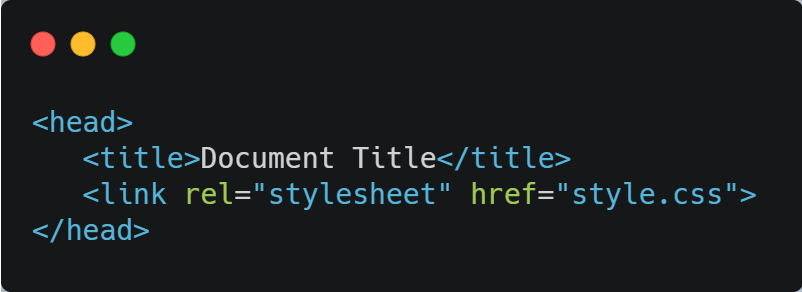 <head>
   <title>Document Title</title>
   <link rel="stylesheet" href="style.css">
</head>